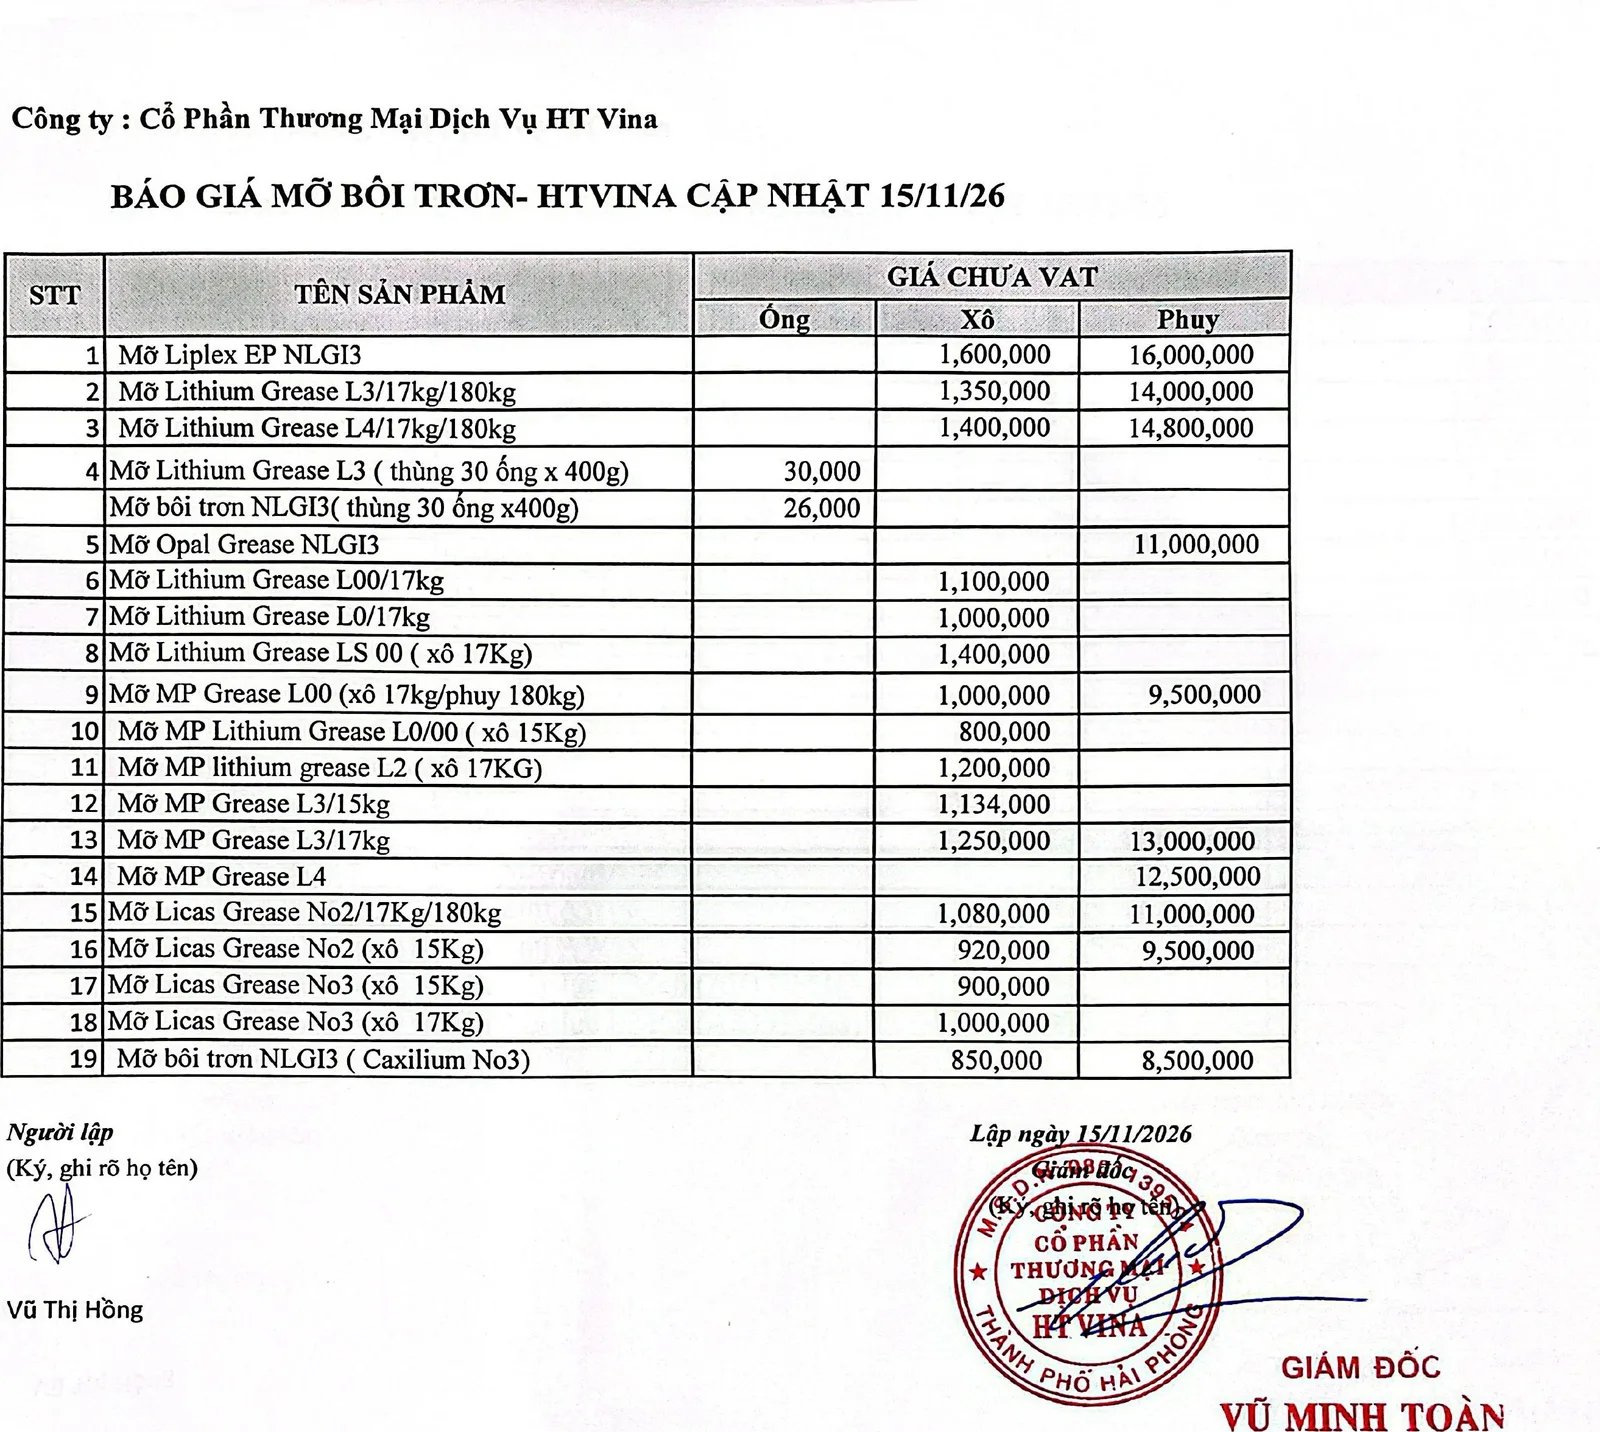 Công ty : Cổ Phần Thương Mại Dịch Vụ HT Vina
BÁO GIÁ MỠ BÔI TRƠN- HTVINA CẬP NHẬT 15/11/26
STT TÊN SẢN PHẨM GIÁ CHƯA VAT
Ống Xô Phuy
1 Mỡ Liplex EP NLGI3 1,600,000 16,000,000
2 Mỡ Lithium Grease L3/17kg/180kg 1,350,000 14,000,000
3 Mỡ Lithium Grease L4/17kg/180kg 1,400,000 14,800,000
4 Mỡ Lithium Grease L3 ( thùng 30 ống x 400g) 30,000
Mỡ bôi trơn NLGI3( thùng 30 ống x400g) 26,000
5 Mỡ Opal Grease NLGI3 11,000,000
6 Mỡ Lithium Grease L00/17kg 1,100,000
7 Mỡ Lithium Grease L0/17kg 1,000,000
8 Mỡ Lithium Grease LS 00 ( xô 17Kg) 1,400,000
9 Mỡ MP Grease L00 (xô 17kg/phuy 180kg) 1,000,000 9,500,000
10 Mỡ MP Lithium Grease L0/00 ( xô 15Kg) 800,000
11 Mỡ MP lithium grease L2 ( xô 17KG) 1,200,000
12 Mỡ MP Grease L3/15kg 1,134,000
13 Mỡ MP Grease L3/17kg 1,250,000 13,000,000
14 Mỡ MP Grease L4 12,500,000
15 Mỡ Licas Grease No2/17Kg/180kg 1,080,000 11,000,000
16 Mỡ Licas Grease No2 (xô 15Kg) 920,000 9,500,000
17 Mỡ Licas Grease No3 (xô 15Kg) 900,000
18 Mỡ Licas Grease No3 (xô 17Kg) 1,000,000
19 Mỡ bôi trơn NLGI3 ( Caxilium No3) 850,000 8,500,000
Người lập
(Ký, ghi rõ họ tên)
Vũ Thị Hồng
Lập ngày 15/11/2026
Giám đốc
(Ký, ghi rõ họ tên)
CÔNG TY
CỔ PHẦN
THƯƠNG MẠI
DỊCH VỤ
HT VINA
THÀNH PHỐ HẢI PHÒNG
GIÁM ĐỐC
VŨ MINH TOÀN